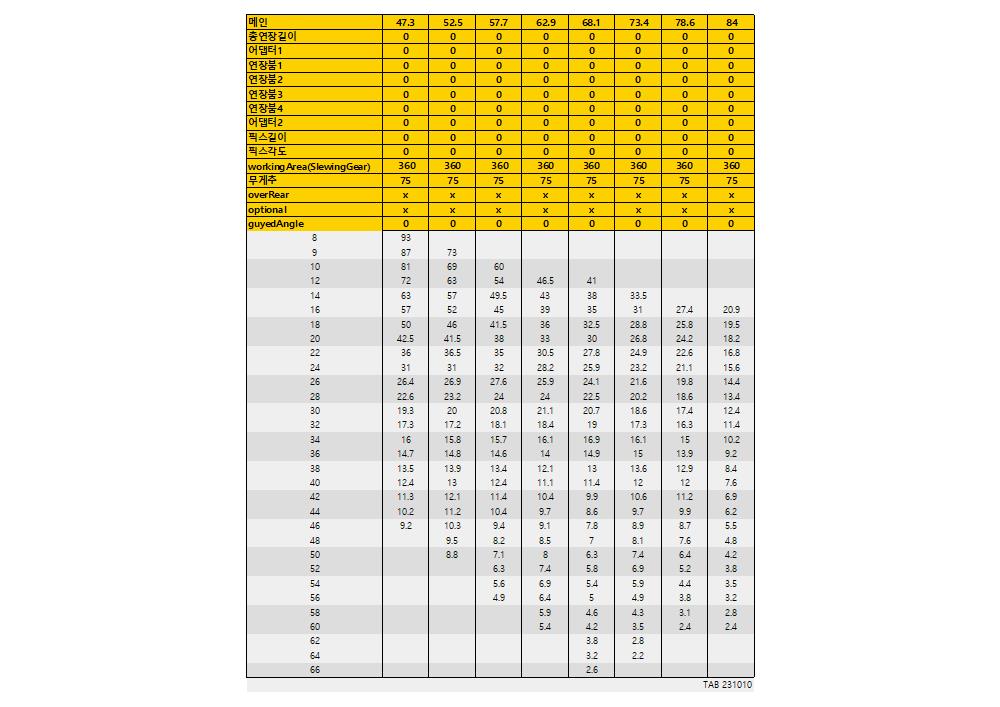 메인 47.3 52.5 57.7 62.9 68.1 73.4 78.6 84
총연장길이 0 0 0 0 0 0 0 0
어댑터1 0 0 0 0 0 0 0 0
연장붐1 0 0 0 0 0 0 0 0
연장붐2 0 0 0 0 0 0 0 0
연장붐3 0 0 0 0 0 0 0 0
연장붐4 0 0 0 0 0 0 0 0
어댑터2 0 0 0 0 0 0 0 0
픽스길이 0 0 0 0 0 0 0 0
픽스각도 0 0 0 0 0 0 0 0
workingArea(SlewingGear) 360 360 360 360 360 360 360 360
무게추 75 75 75 75 75 75 75 75
overRear x x x x x x x x
optional x x x x x x x x
guyedAngle 0 0 0 0 0 0 0 0
8 93
9 87 73
10 81 69 60
12 72 63 54 46.5 41
14 63 57 49.5 43 38 33.5
16 57 52 45 39 35 31 27.4 20.9
18 50 46 41.5 36 32.5 28.8 25.8 19.5
20 42.5 41.5 38 33 30 26.8 24.2 18.2
22 36 36.5 35 30.5 27.8 24.9 22.6 16.8
24 31 31 32 28.2 25.9 23.2 21.1 15.6
26 26.4 26.9 27.6 25.9 24.1 21.6 19.8 14.4
28 22.6 23.2 24 24 22.5 20.2 18.6 13.4
30 19.3 20 20.8 21.1 20.7 18.6 17.4 12.4
32 17.3 17.2 18.1 18.4 19 17.3 16.3 11.4
34 16 15.8 15.7 16.1 16.9 16.1 15 10.2
36 14.7 14.8 14.6 14 14.9 15 13.9 9.2
38 13.5 13.9 13.4 12.1 13 13.6 12.9 8.4
40 12.4 13 12.4 11.1 11.4 12 12 7.6
42 11.3 12.1 11.4 10.4 9.9 10.6 11.2 6.9
44 10.2 11.2 10.4 9.7 8.6 9.7 9.9 6.2
46 9.2 10.3 9.4 9.1 7.8 8.9 8.7 5.5
48 9.5 8.2 8.5 7 8.1 7.6 4.8
50 8.8 7.1 8 6.3 7.4 6.4 4.2
52 6.3 7.4 5.8 6.9 5.2 3.8
54 5.6 6.9 5.4 5.9 4.4 3.5
56 4.9 6.4 5 4.9 3.8 3.2
58 5.9 4.6 4.3 3.1 2.8
60 5.4 4.2 3.5 2.4 2.4
62 3.8 2.8
64 3.2 2.2
66 2.6
TAB 231010